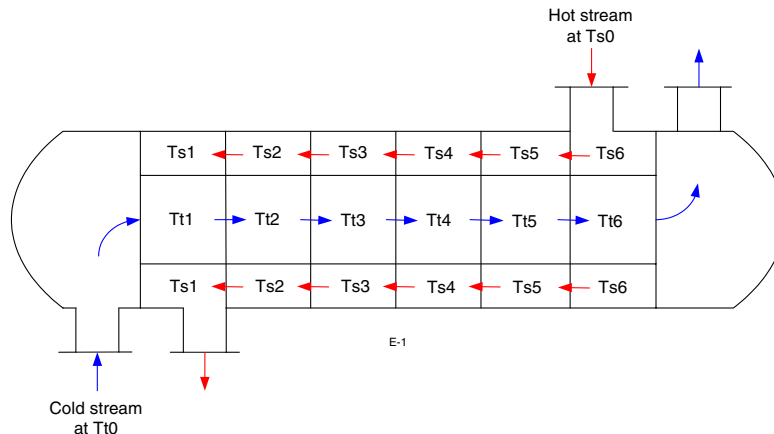 Hot stream
at Ts0
Ts1 Ts2 Ts3 Ts4 Ts5 Ts6
Tt1 Tt2 Tt3 Tt4 Tt5 Tt6
Ts1 Ts2 Ts3 Ts4 Ts5 Ts6
E-1
Cold stream
at Tt0